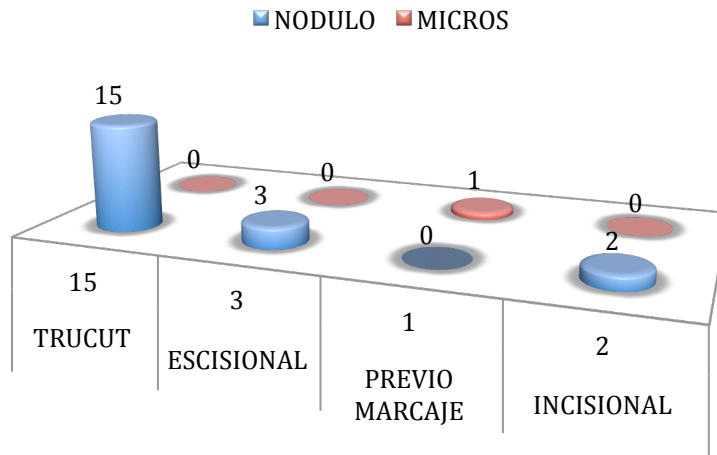 NODULO MICROS
15
0
0
1
0
3
0
2
15
3
1
2
TRUCUT
ESCISIONAL
PREVIO
MARCAJE
INCISIONAL